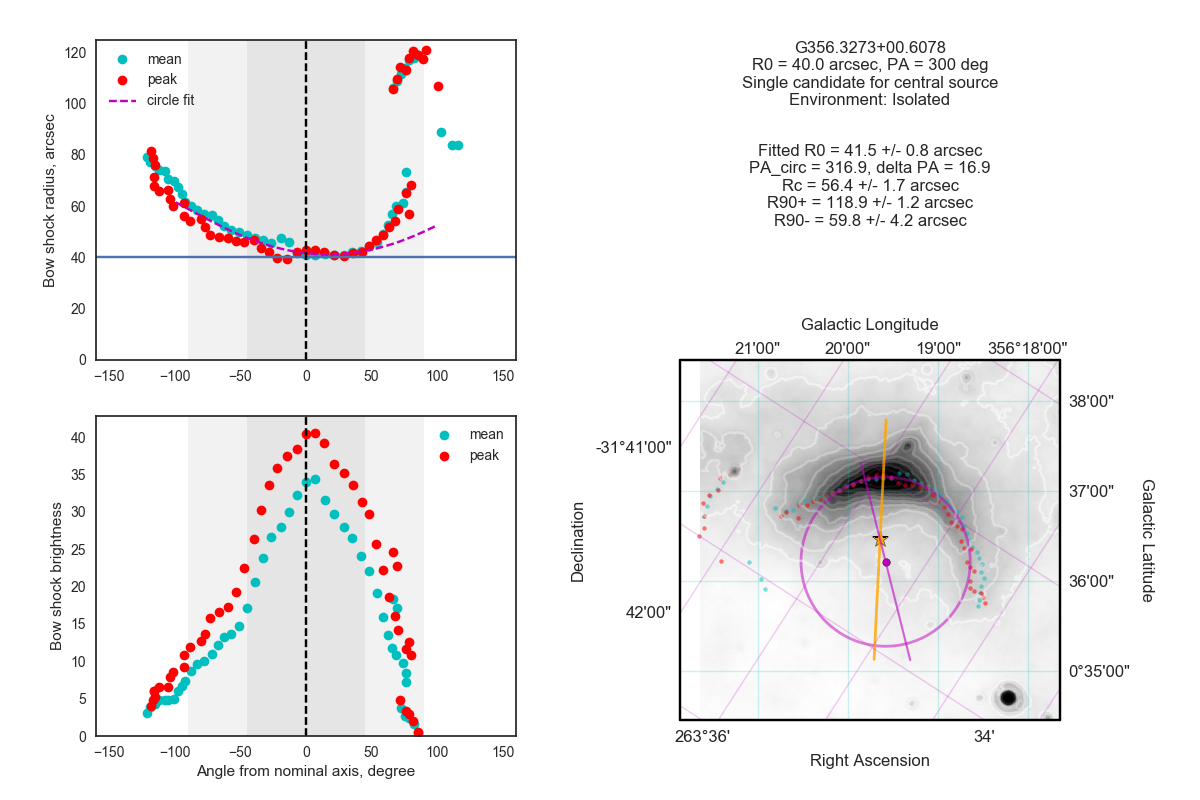 120
100
80
60
40
20
0
Bow shock radius, arcsec
mean
peak
circle fit
−150
−100
−50
0
50
100
150
40
35
30
25
20
15
10
5
0
Bow shock brightness
mean
peak
−150
−100
−50
0
50
100
150
Angle from nominal axis, degree
G356.3273+00.6078
R0 = 40.0 arcsec, PA = 300 deg
Single candidate for central source
Environment: Isolated
Fitted R0 = 41.5 +/- 0.8 arcsec
PA_circ = 316.9, delta PA = 16.9
Rc = 56.4 +/- 1.7 arcsec
R90+ = 118.9 +/- 1.2 arcsec
R90- = 59.8 +/- 4.2 arcsec
Galactic Longitude
21'00" 20'00" 19'00" 356°18'00"
38'00"
-31°41'00"
37'00"
36'00"
42'00"
0°35'00"
Declination
Galactic Latitude
263°36' 34'
Right Ascension